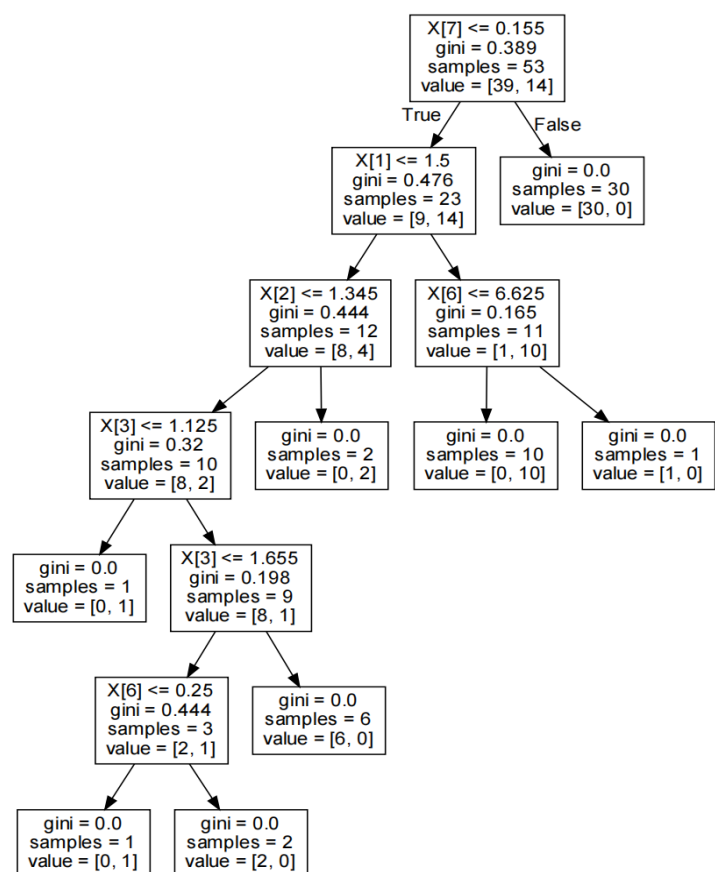 X[7] <= 0.155
gini = 0.389
samples = 53
value = [39, 14]
True
False
X[1] <= 1.5
gini = 0.476
samples = 23
value = [9, 14]
gini = 0.0
samples = 30
value = [30, 0]
X[2] <= 1.345
gini = 0.444
samples = 12
value = [8, 4]
X[6] <= 6.625
gini = 0.165
samples = 11
value = [1, 10]
X[3] <= 1.125
gini = 0.32
samples = 10
value = [8, 2]
gini = 0.0
samples = 2
value = [0, 2]
gini = 0.0
samples = 10
value = [0, 10]
gini = 0.0
samples = 1
value = [1, 0]
gini = 0.0
samples = 1
value = [0, 1]
X[3] <= 1.655
gini = 0.198
samples = 9
value = [8, 1]
X[6] <= 0.25
gini = 0.444
samples = 3
value = [2, 1]
gini = 0.0
samples = 6
value = [6, 0]
gini = 0.0
samples = 1
value = [0, 1]
gini = 0.0
samples = 2
value = [2, 0]